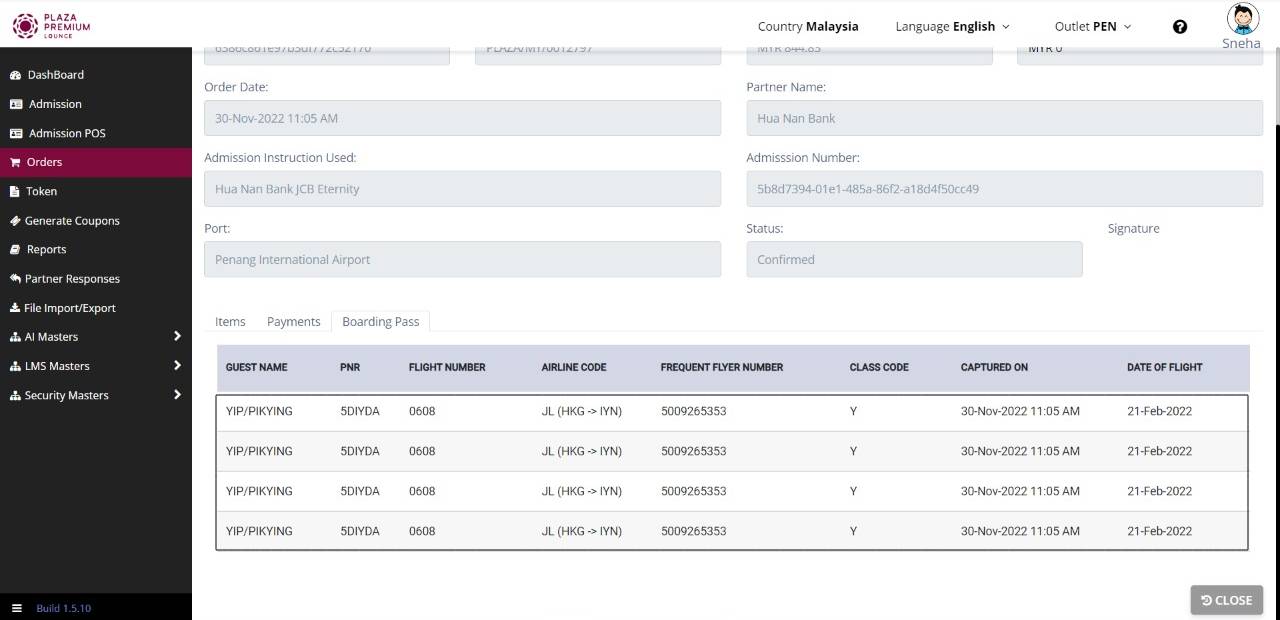 PLAZA
PREMIUM
LOUNGE
Country Malaysia
Language English
Outlet PEN
Sneha
DashBoard
Admission
Admission POS
Orders
Token
Generate Coupons
Reports
Partner Responses
File Import/Export
AI Masters
LMS Masters
Security Masters
Build 1.5.10
MYR 844.83
MYR 0
Order Date:
Partner Name:
30-Nov-2022 11:05 AM
Hua Nan Bank
Admission Instruction Used:
Admisssion Number:
Hua Nan Bank JCB Eternity
5b8d7394-01e1-485a-86f2-a18d4f50cc49
Port:
Status:
Signature
Penang International Airport
Confirmed
Items Payments Boarding Pass
GUEST NAME PNR FLIGHT NUMBER AIRLINE CODE FREQUENT FLYER NUMBER CLASS CODE CAPTURED ON DATE OF FLIGHT
YIP/PIKYING 5DIYDA 0608 JL (HKG -> IYN) 5009265353 Y 30-Nov-2022 11:05 AM 21-Feb-2022
YIP/PIKYING 5DIYDA 0608 JL (HKG -> IYN) 5009265353 Y 30-Nov-2022 11:05 AM 21-Feb-2022
YIP/PIKYING 5DIYDA 0608 JL (HKG -> IYN) 5009265353 Y 30-Nov-2022 11:05 AM 21-Feb-2022
YIP/PIKYING 5DIYDA 0608 JL (HKG -> IYN) 5009265353 Y 30-Nov-2022 11:05 AM 21-Feb-2022
CLOSE